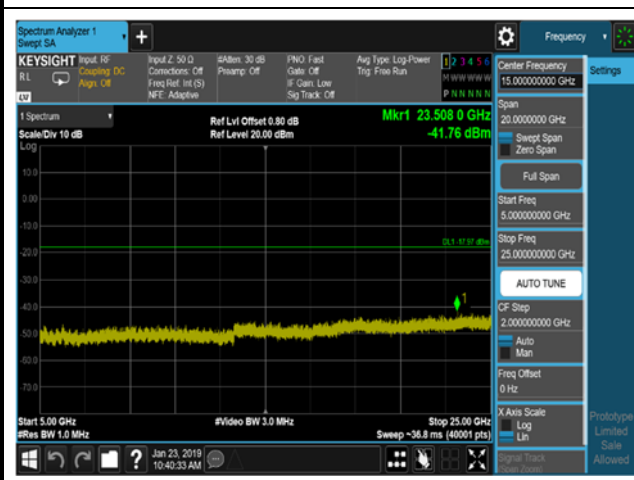 Spectrum Analyzer 1
Swept SA
+
Frequency
KEYSIGHT
RL
LV
Input: RF
Coupling: DC
Align: Off
Input Z: 50 Ω
Corrections: Off
Freq Ref: Int (S)
NFE: Adaptive
#Atten: 30 dB
Preamp: Off
PNO: Fast
Gate: Off
IF Gain: Low
Sig Track: Off
Avg Type: Log-Power
Trig: Free Run
1 2 3 4 5 6
M W W W W W
P N N N N N
1 Spectrum
Scale/Div 10 dB
Ref Lvl Offset 0.80 dB
Ref Level 20.00 dBm
Mkr1 23.508 0 GHz
-41.76 dBm
Log
10.0
0.00
-10.0
-20.0
-30.0
-40.0
-50.0
-60.0
-70.0
DL1 -17.97 dBm
1
Start 5.00 GHz
#Res BW 1.0 MHz
#Video BW 3.0 MHz
Stop 25.00 GHz
Sweep ~36.8 ms (40001 pts)
Jan 23, 2019
10:40:33 AM
?
Center Frequency
15.000000000 GHz
Span
20.0000000 GHz
Swept Span
Zero Span
Full Span
Start Freq
5.000000000 GHz
Stop Freq
25.000000000 GHz
AUTO TUNE
CF Step
2.000000000 GHz
Auto
Man
Freq Offset
0 Hz
X Axis Scale
Log
Lin
Signal Track
(Span Zoom)
Settings
Prototype
Limited
Sale
Allowed